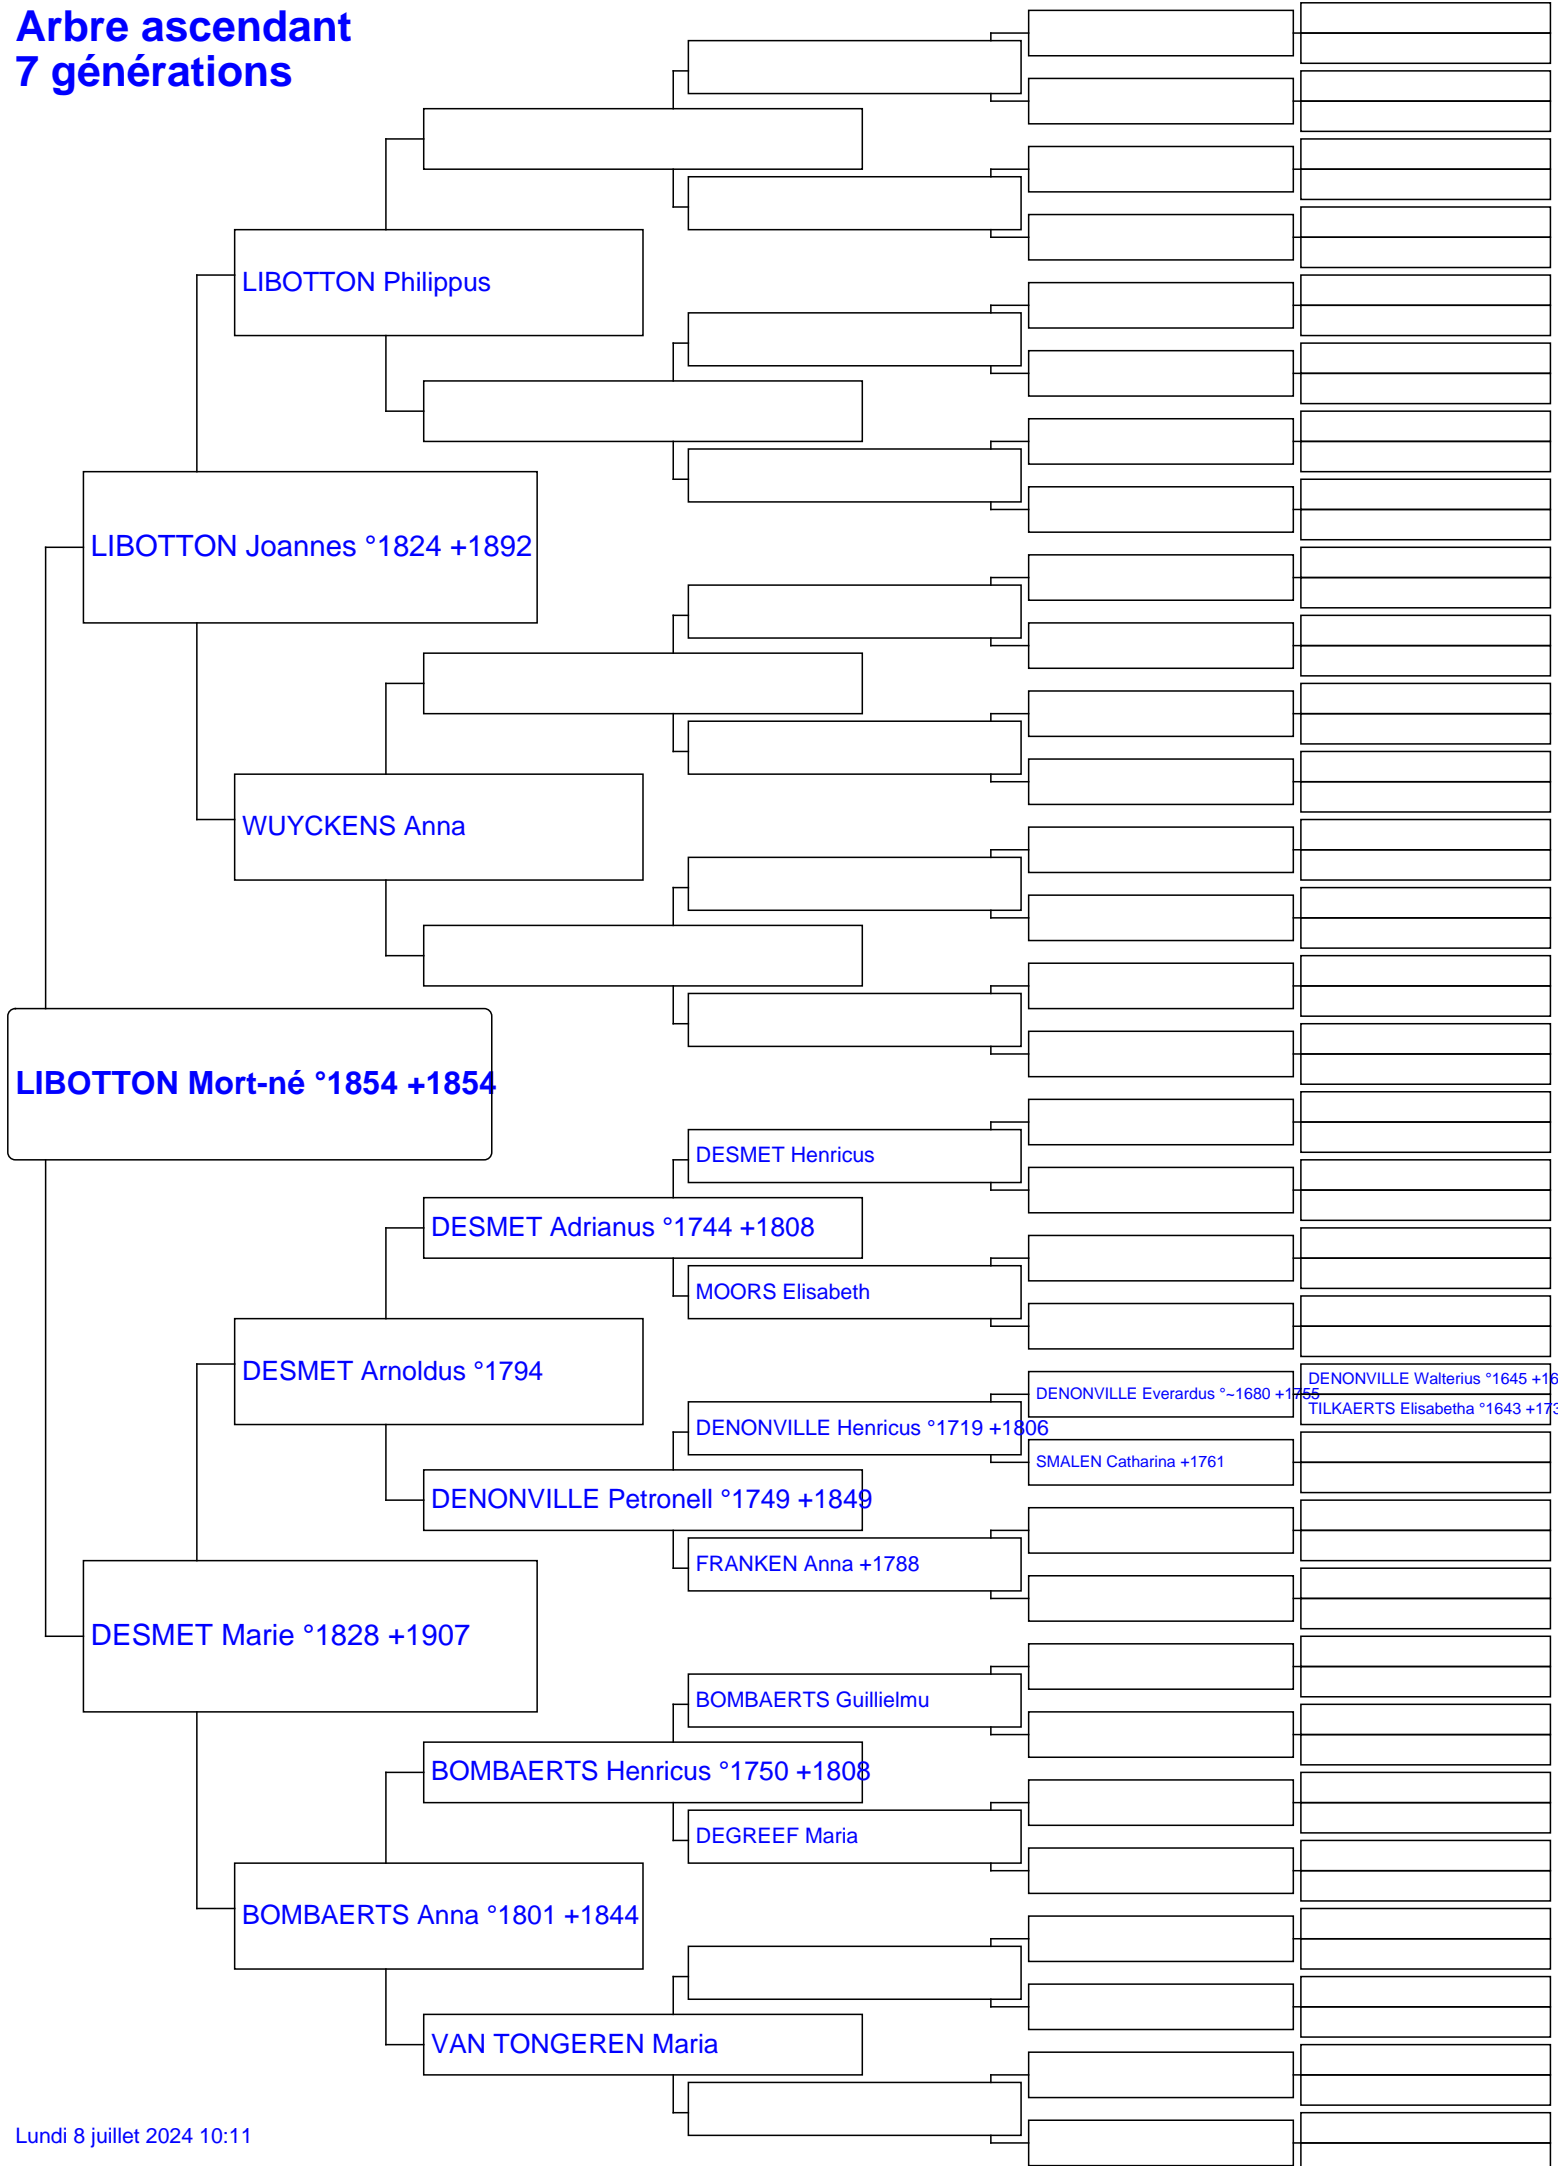 Arbre ascendant
7 générations
LIBOTTON Philippus
LIBOTTON Joannes °1824 +1892
WUYCKENS Anna
LIBOTTON Mort-né °1854 +1854
DESMET Henricus
DESMET Adrianus °1744 +1808
MOORS Elisabeth
DESMET Arnoldus °1794
DENONVILLE Walterius °1645 +16
DENONVILLE Everardus °~1680 +1755
TILKAERTS Elisabetha °1643 +173
DENONVILLE Henricus °1719 +1806
SMALEN Catharina +1761
DENONVILLE Petronell °1749 +1849
FRANKEN Anna +1788
DESMET Marie °1828 +1907
BOMBAERTS Guillielmu
BOMBAERTS Henricus °1750 +1808
DEGREEF Maria
BOMBAERTS Anna °1801 +1844
VAN TONGEREN Maria
Lundi 8 juillet 2024 10:11